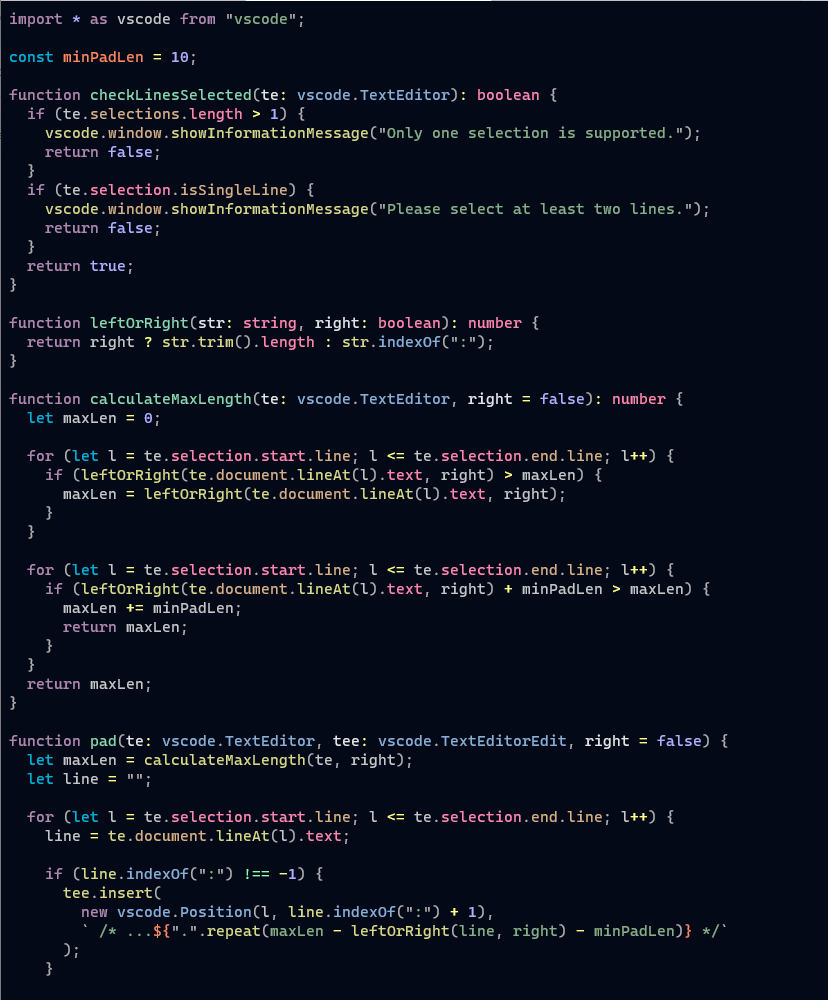 import * as vscode from "vscode";

const minPadLen = 10;

function checkLinesSelected(te: vscode.TextEditor): boolean {
  if (te.selections.length > 1) {
    vscode.window.showInformationMessage("Only one selection is supported.");
    return false;
  }
  if (te.selection.isSingleLine) {
    vscode.window.showInformationMessage("Please select at least two lines.");
    return false;
  }
  return true;
}

function leftOrRight(str: string, right: boolean): number {
  return right ? str.trim().length : str.indexOf(":");
}

function calculateMaxLength(te: vscode.TextEditor, right = false): number {
  let maxLen = 0;

  for (let l = te.selection.start.line; l <= te.selection.end.line; l++) {
    if (leftOrRight(te.document.lineAt(l).text, right) > maxLen) {
      maxLen = leftOrRight(te.document.lineAt(l).text, right);
    }
  }

  for (let l = te.selection.start.line; l <= te.selection.end.line; l++) {
    if (leftOrRight(te.document.lineAt(l).text, right) + minPadLen > maxLen) {
      maxLen += minPadLen;
      return maxLen;
    }
  }
  return maxLen;
}

function pad(te: vscode.TextEditor, tee: vscode.TextEditorEdit, right = false) {
  let maxLen = calculateMaxLength(te, right);
  let line = "";

  for (let l = te.selection.start.line; l <= te.selection.end.line; l++) {
    line = te.document.lineAt(l).text;

    if (line.indexOf(":") !== -1) {
      tee.insert(
        new vscode.Position(l, line.indexOf(":") + 1),
        ` /* ...${".".repeat(maxLen - leftOrRight(line, right) - minPadLen)} */`
      );
    }